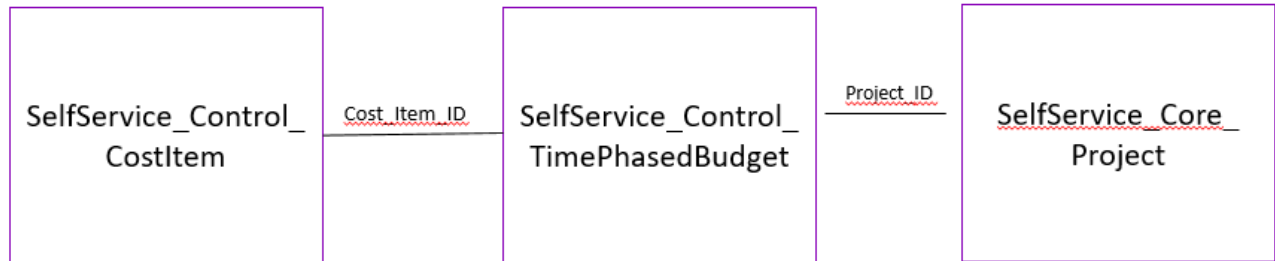 SelfService_Control_
CostItem
Cost_Item_ID
SelfService_Control_
TimePhasedBudget
Project_ID
SelfService_Core_
Project